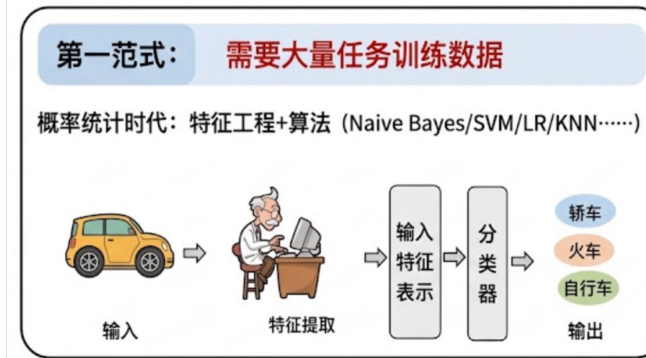 第一范式： 需要大量任务训练数据
概率统计时代：特征工程+算法（Naive Bayes/SVM/LR/KNN……）
输入
特征提取
输入
特征
表示
分
类
器
轿车
火车
自行车
输出